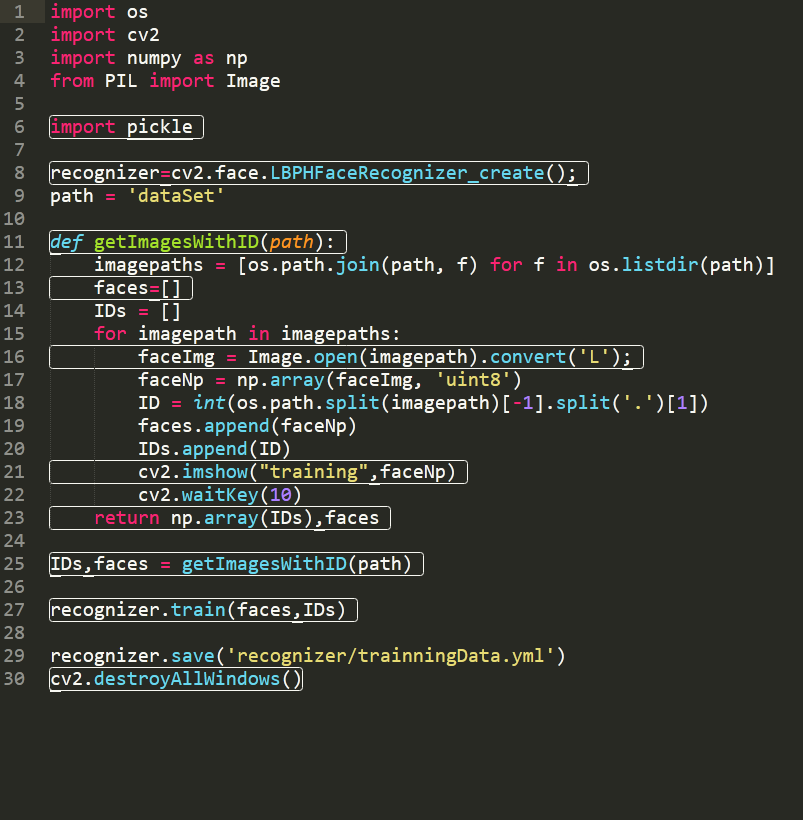 1 import os
2 import cv2
3 import numpy as np
4 from PIL import Image
5
6 import pickle
7
8 recognizer=cv2.face.LBPHFaceRecognizer_create();
9 path = 'dataSet'
10
11 def getImagesWithID(path):
12     imagepaths = [os.path.join(path, f) for f in os.listdir(path)]
13     faces=[]
14     IDs = []
15     for imagepath in imagepaths:
16         faceImg = Image.open(imagepath).convert('L');
17         faceNp = np.array(faceImg, 'uint8')
18         ID = int(os.path.split(imagepath)[-1].split('.')[1])
19         faces.append(faceNp)
20         IDs.append(ID)
21         cv2.imshow("training",faceNp)
22         cv2.waitKey(10)
23     return np.array(IDs),faces
24
25 IDs,faces = getImagesWithID(path)
26
27 recognizer.train(faces,IDs)
28
29 recognizer.save('recognizer/trainningData.yml')
30 cv2.destroyAllWindows()